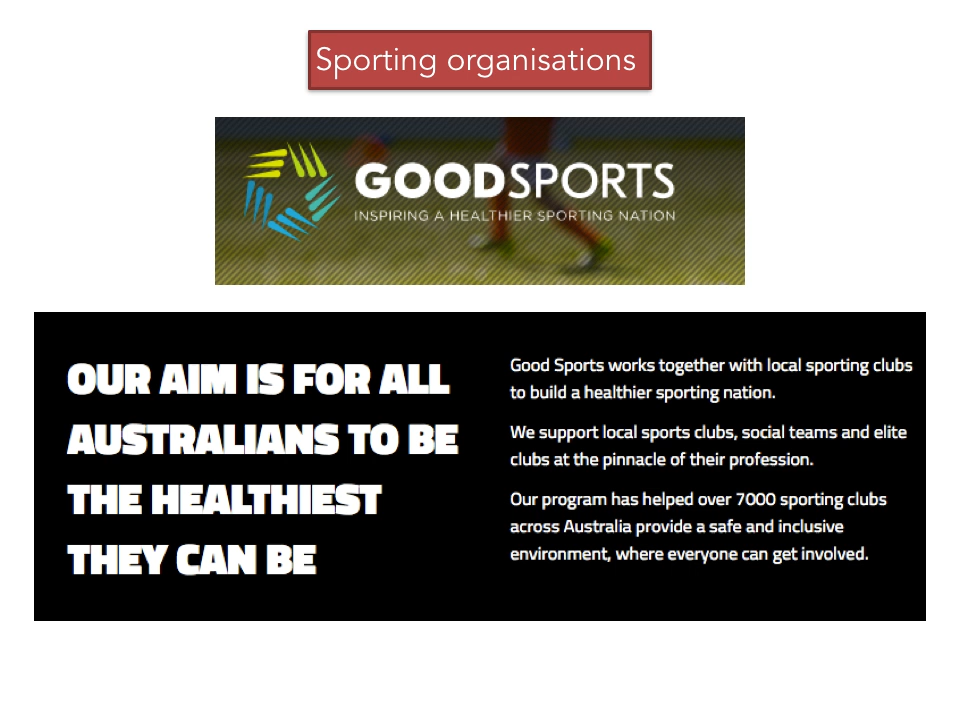 Sporting organisations
GOODSPORTS
INSPIRING A HEALTHIER SPORTING NATION
OUR AIM IS FOR ALL
AUSTRALIANS TO BE
THE HEALTHIEST
THEY CAN BE
Good Sports works together with local sporting clubs
to build a healthier sporting nation.
We support local sports clubs, social teams and elite
clubs at the pinnacle of their profession.
Our program has helped over 7000 sporting clubs
across Australia provide a safe and inclusive
environment, where everyone can get involved.